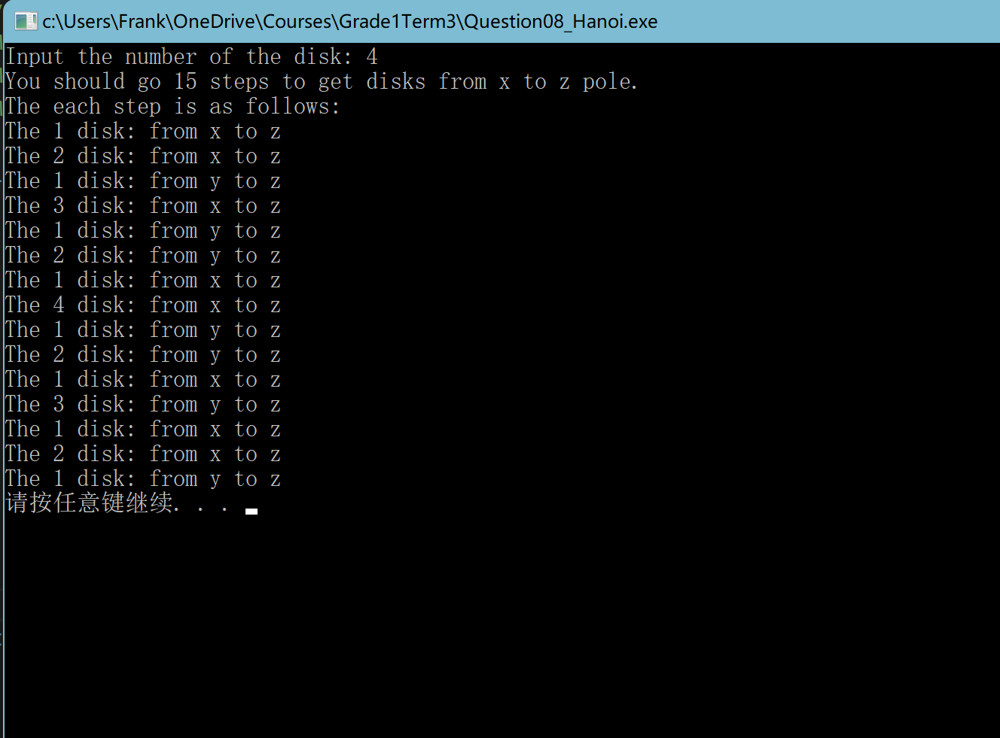 c:\Users\Frank\OneDrive\Courses\Grade1Term3\Question08_Hanoi.exe
Input the number of the disk: 4
You should go 15 steps to get disks from x to z pole.
The each step is as follows:
The 1 disk: from x to z
The 2 disk: from x to z
The 1 disk: from y to z
The 3 disk: from x to z
The 1 disk: from y to z
The 2 disk: from y to z
The 1 disk: from x to z
The 4 disk: from x to z
The 1 disk: from y to z
The 2 disk: from y to z
The 1 disk: from x to z
The 3 disk: from y to z
The 1 disk: from x to z
The 2 disk: from x to z
The 1 disk: from y to z
请按任意键继续. . .